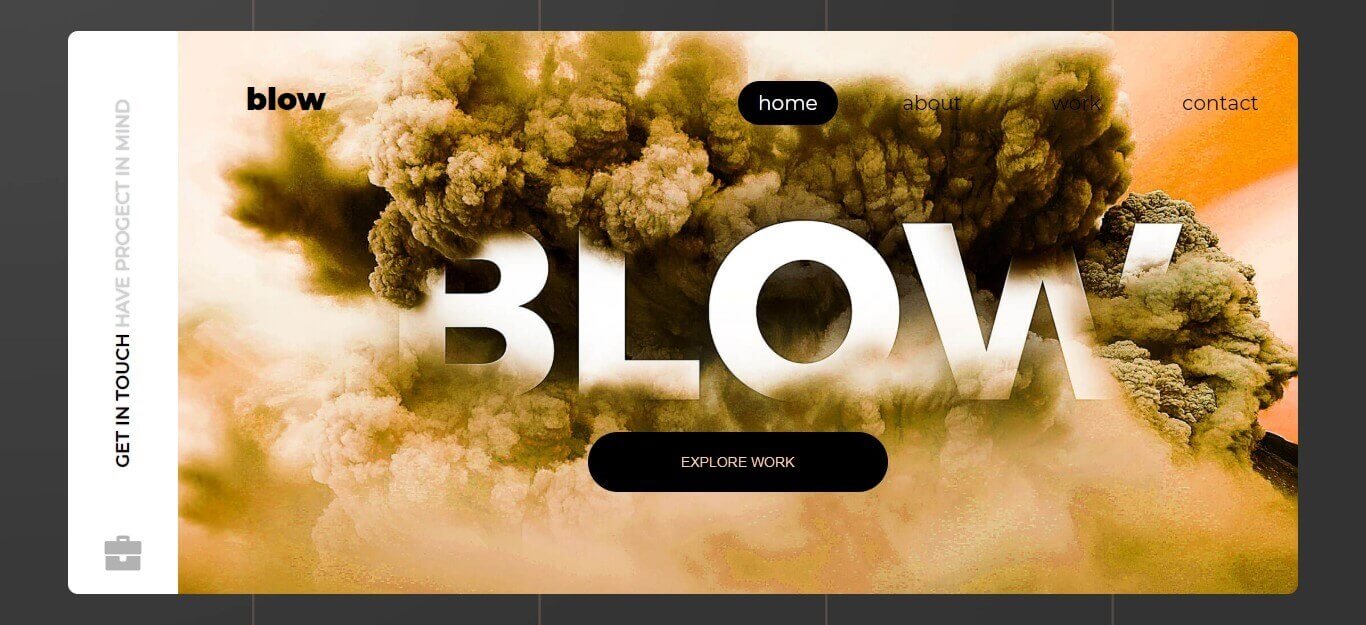 GET IN TOUCH HAVE PROGECT IN MIND
blow
home
about
work
contact
BLOW
EXPLORE WORK